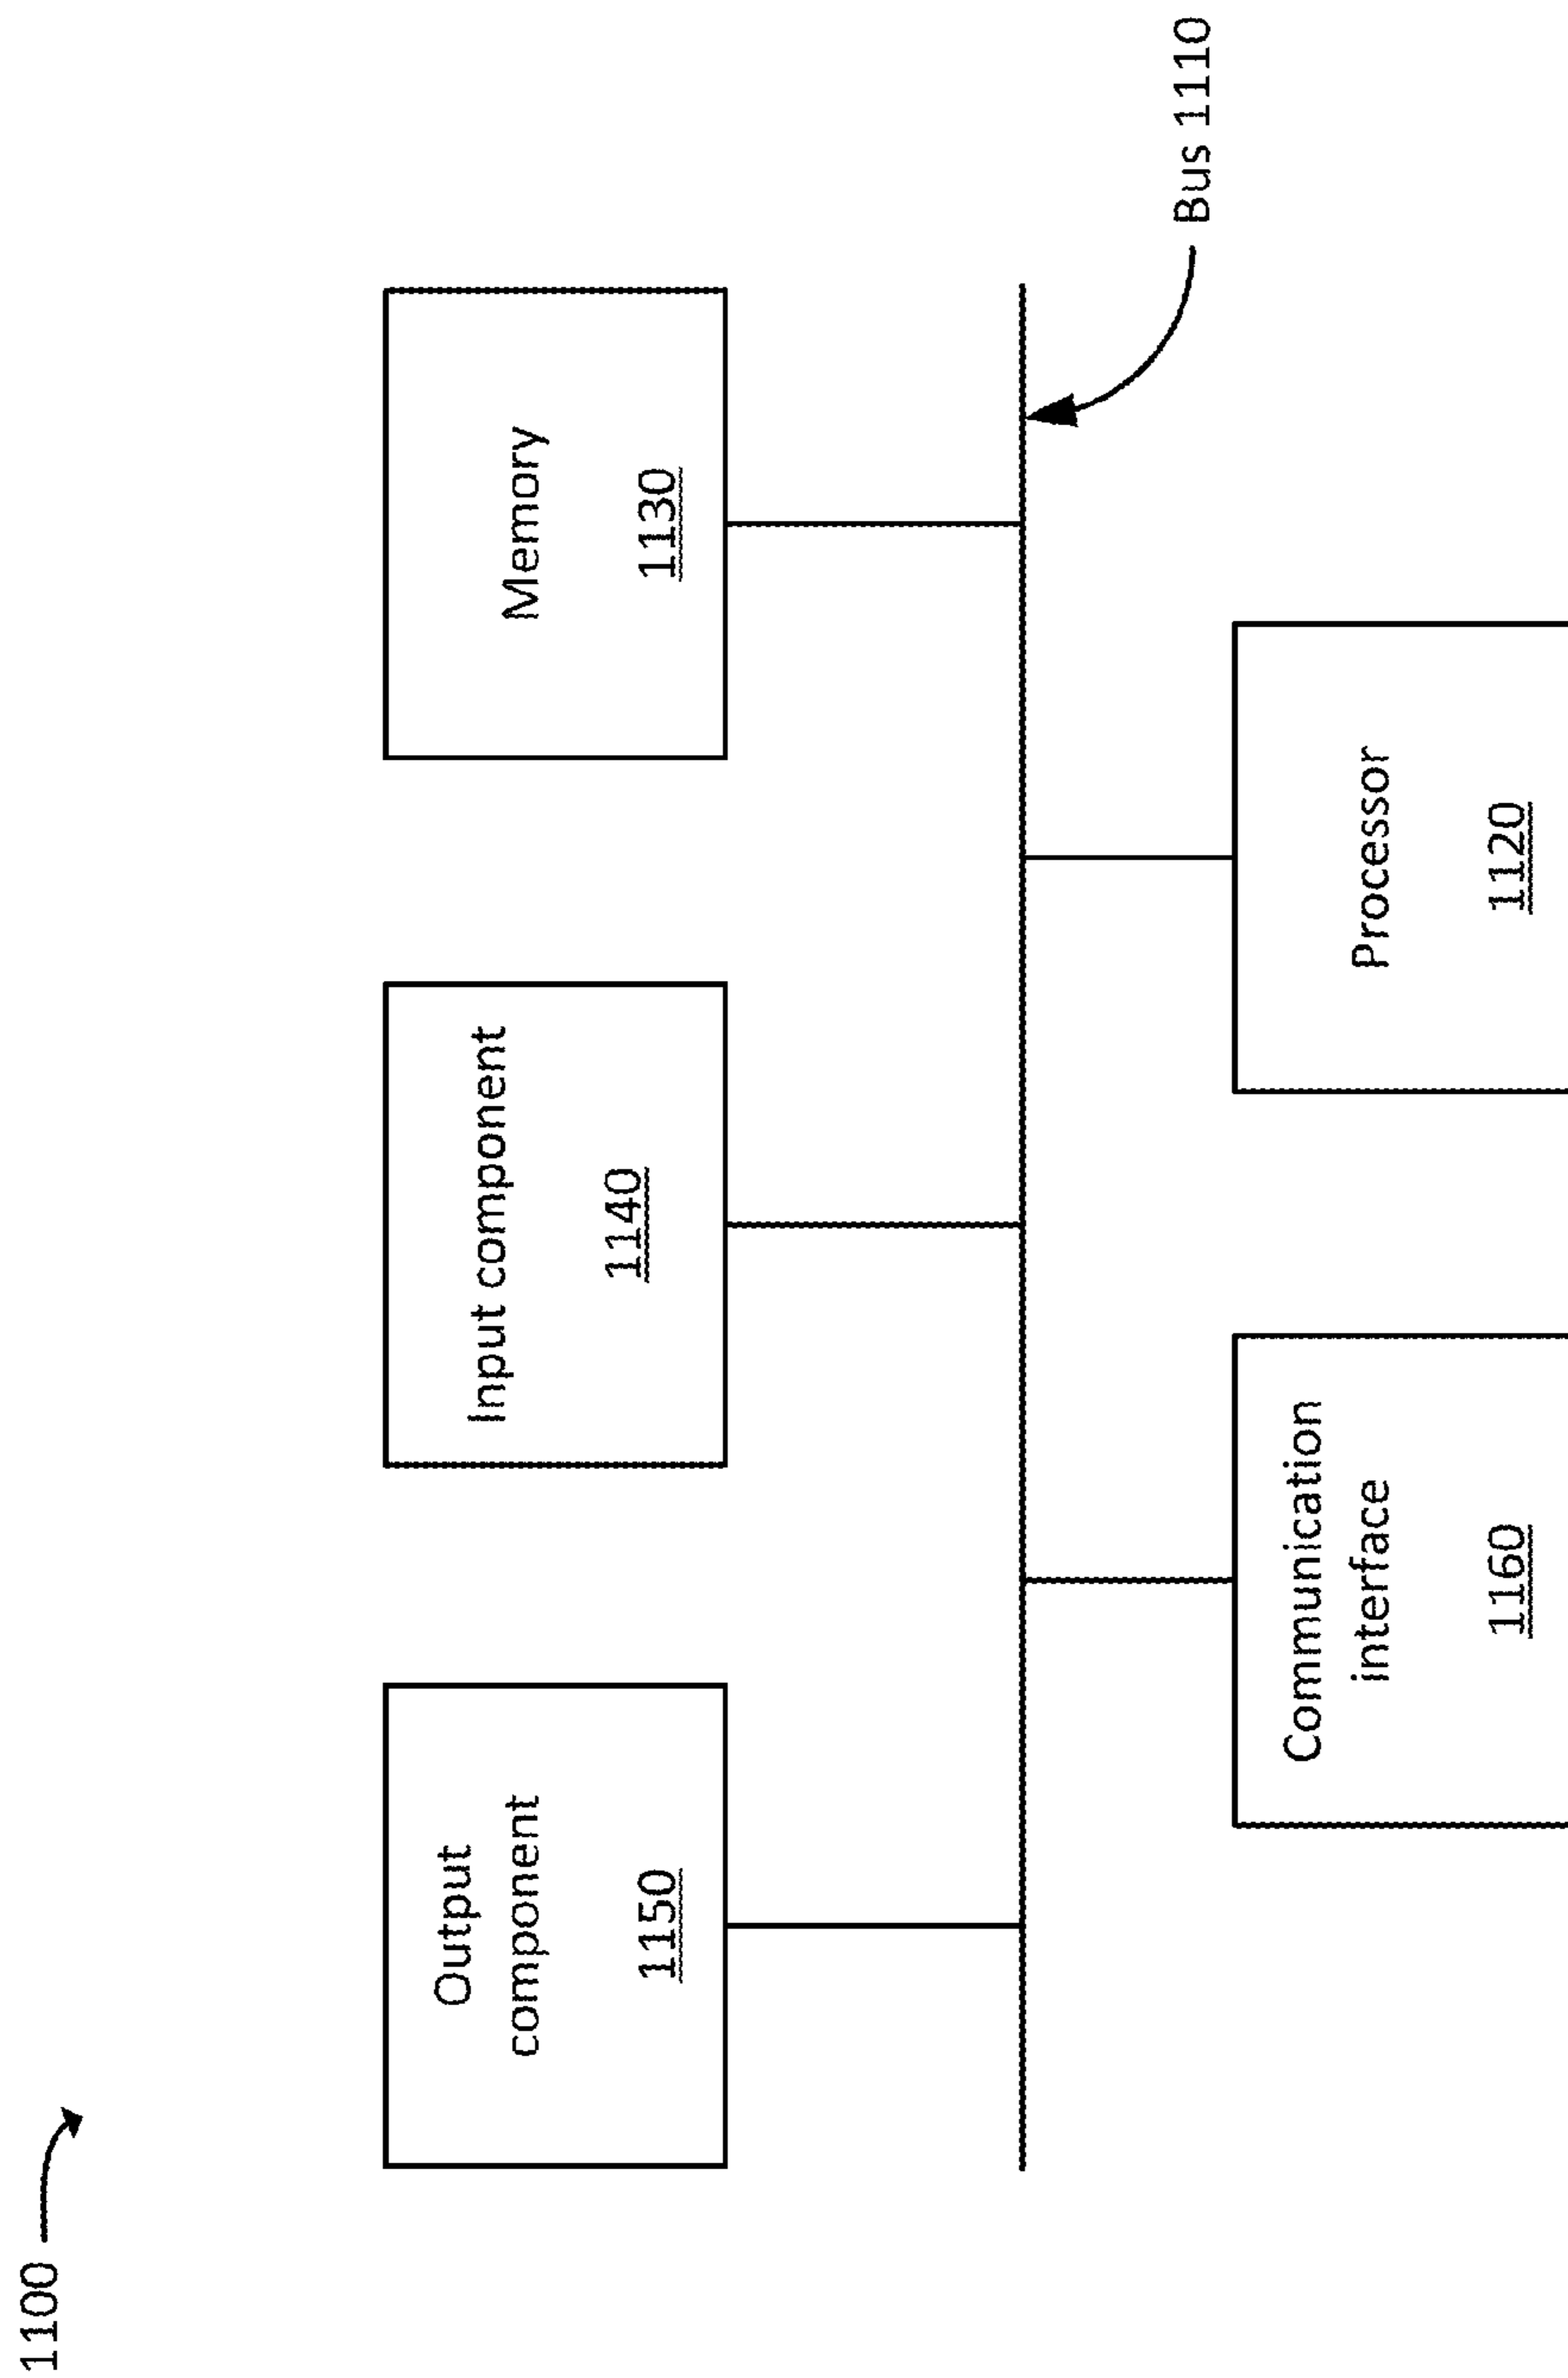 1100
Output
component
1150
Input component
1140
Memory
1130
Bus 1110
Communication
interface
1160
Processor
1120